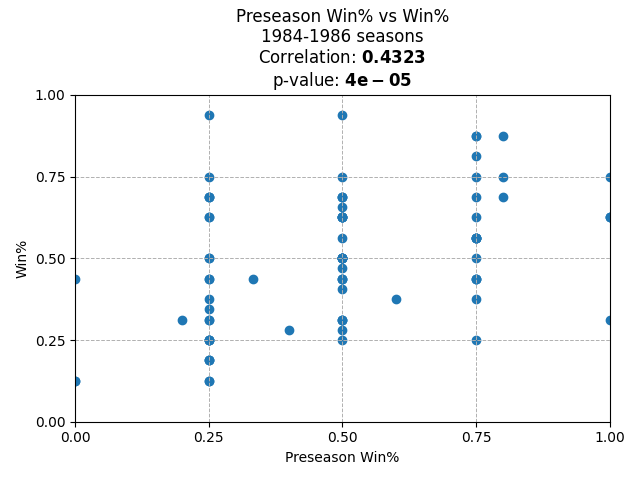 Preseason Win% vs Win%
1984-1986 seasons
Correlation: 0.4323
p-value: 4e − 05
1.00
0.75
0.50
0.25
0.00
Win%
0.00 0.25 0.50 0.75 1.00
Preseason Win%